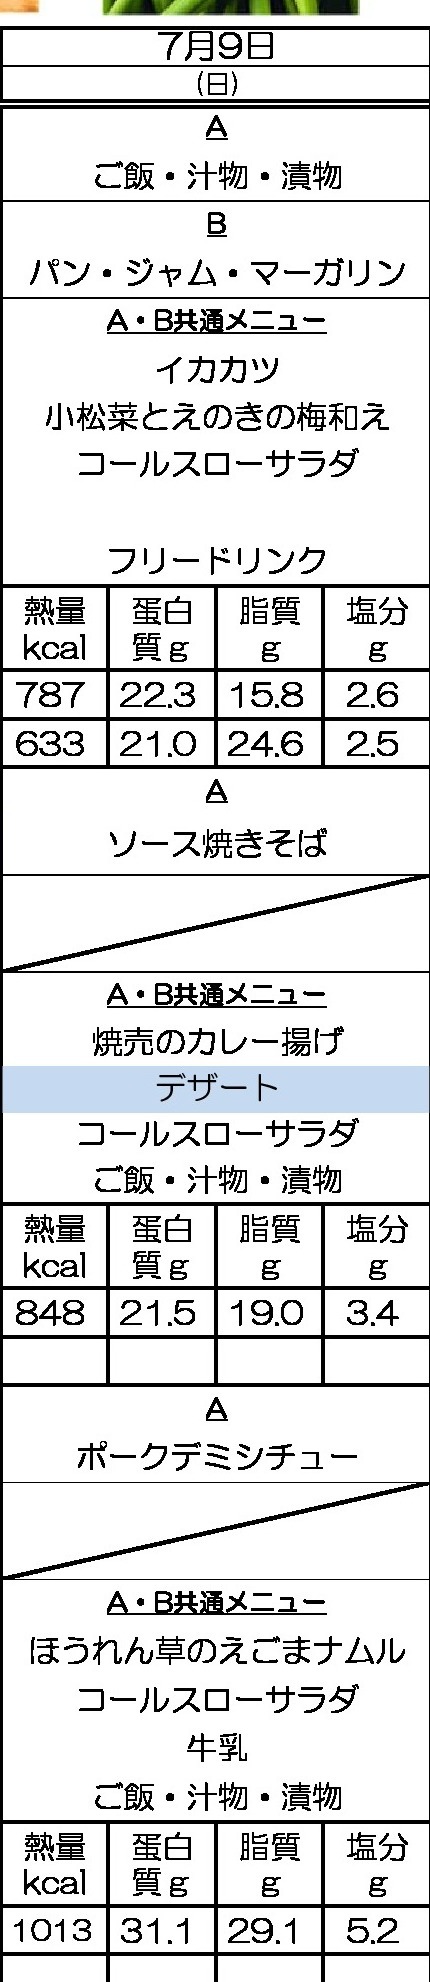 7月9日
(日)
A
ご飯・汁物・漬物
B
パン・ジャム・マーガリン
A・B共通メニュー
イカカツ
小松菜とえのきの梅和え
コールスローサラダ
フリードリンク
熱量 蛋白 脂質 塩分
kcal 質g g g
787 22.3 15.8 2.6
633 21.0 24.6 2.5
A
ソース焼きそば
A・B共通メニュー
焼売のカレー揚げ
デザート
コールスローサラダ
ご飯・汁物・漬物
熱量 蛋白 脂質 塩分
kcal 質g g g
848 21.5 19.0 3.4
A
ポークデミシチュー
A・B共通メニュー
ほうれん草のえごまナムル
コールスローサラダ
牛乳
ご飯・汁物・漬物
熱量 蛋白 脂質 塩分
kcal 質g g g
1013 31.1 29.1 5.2